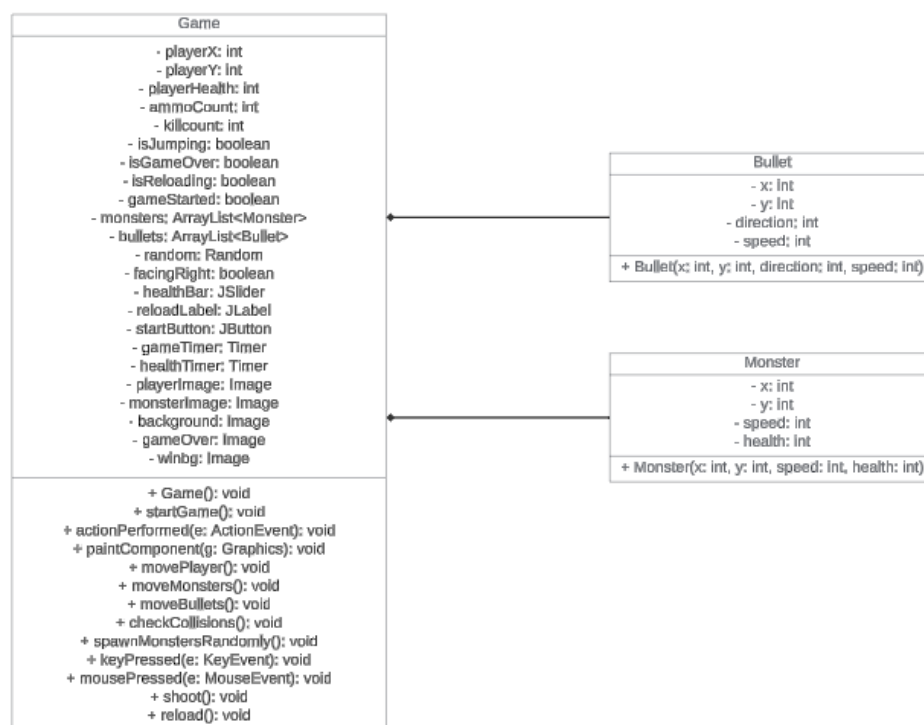 Game
- playerX: int
- playerY: int
- playerHealth: int
- ammoCount: int
- killcount: int
- isJumping: boolean
- isGameOver: boolean
- isReloading: boolean
- gameStarted: boolean
- monsters: ArrayList<Monster>
- bullets: ArrayList<Bullet>
- random: Random
- facingRight: boolean
- healthBar: JSlider
- reloadLabel: JLabel
- startButton: JButton
- gameTimer: Timer
- healthTimer: Timer
- playerImage: Image
- monsterImage: Image
- background: Image
- gameOver: Image
- winbg: Image
+ Game(): void
+ startGame(): void
+ actionPerformed(e: ActionEvent): void
+ paintComponent(g: Graphics): void
+ movePlayer(): void
+ moveMonsters(): void
+ moveBullets(): void
+ checkCollisions(): void
+ spawnMonstersRandomly(): void
+ keyPressed(e: KeyEvent): void
+ mousePressed(e: MouseEvent): void
+ shoot(): void
+ reload(): void
Bullet
- x: int
- y: int
- direction: int
- speed: int
+ Bullet(x: int, y: int, direction: int, speed: int)
Monster
- x: int
- y: int
- speed: int
- health: int
+ Monster(x: int, y: int, speed: int, health: int)